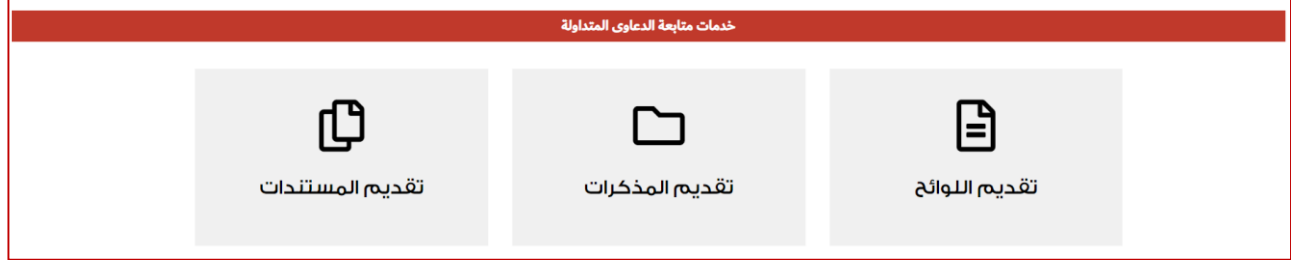 خدمات متابعة الدعاوى المتداولة
تقديم اللوائح
تقديم المذكرات
تقديم المستندات